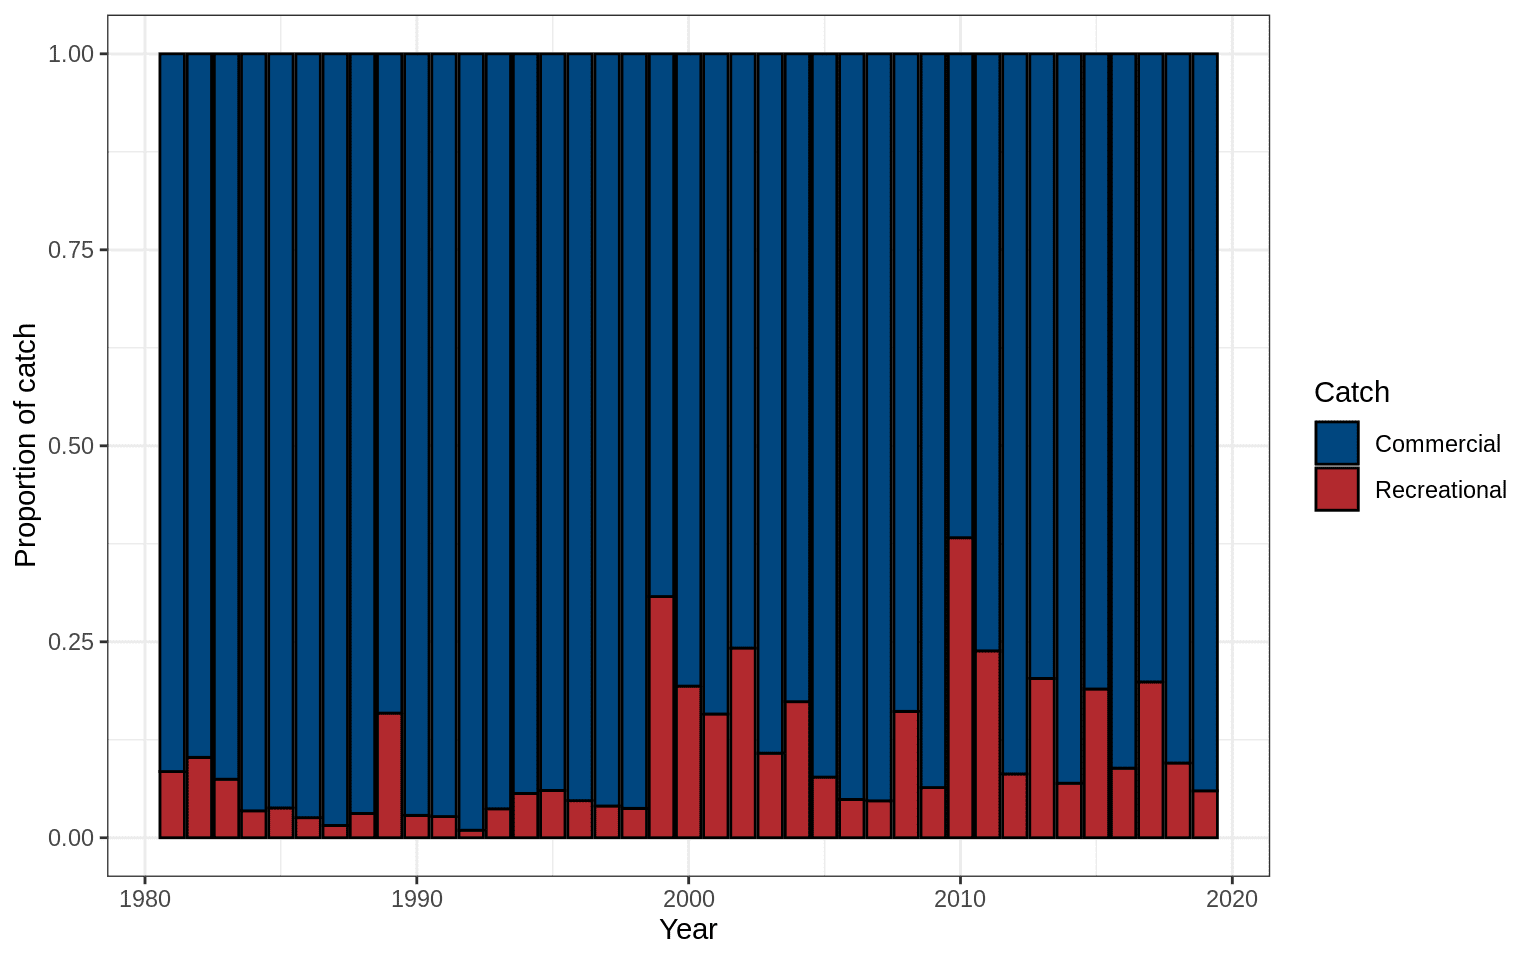 1.00
0.75
0.50
0.25
0.00
Proportion of catch
1980 1990 2000 2010 2020
Year
Catch
Commercial
Recreational